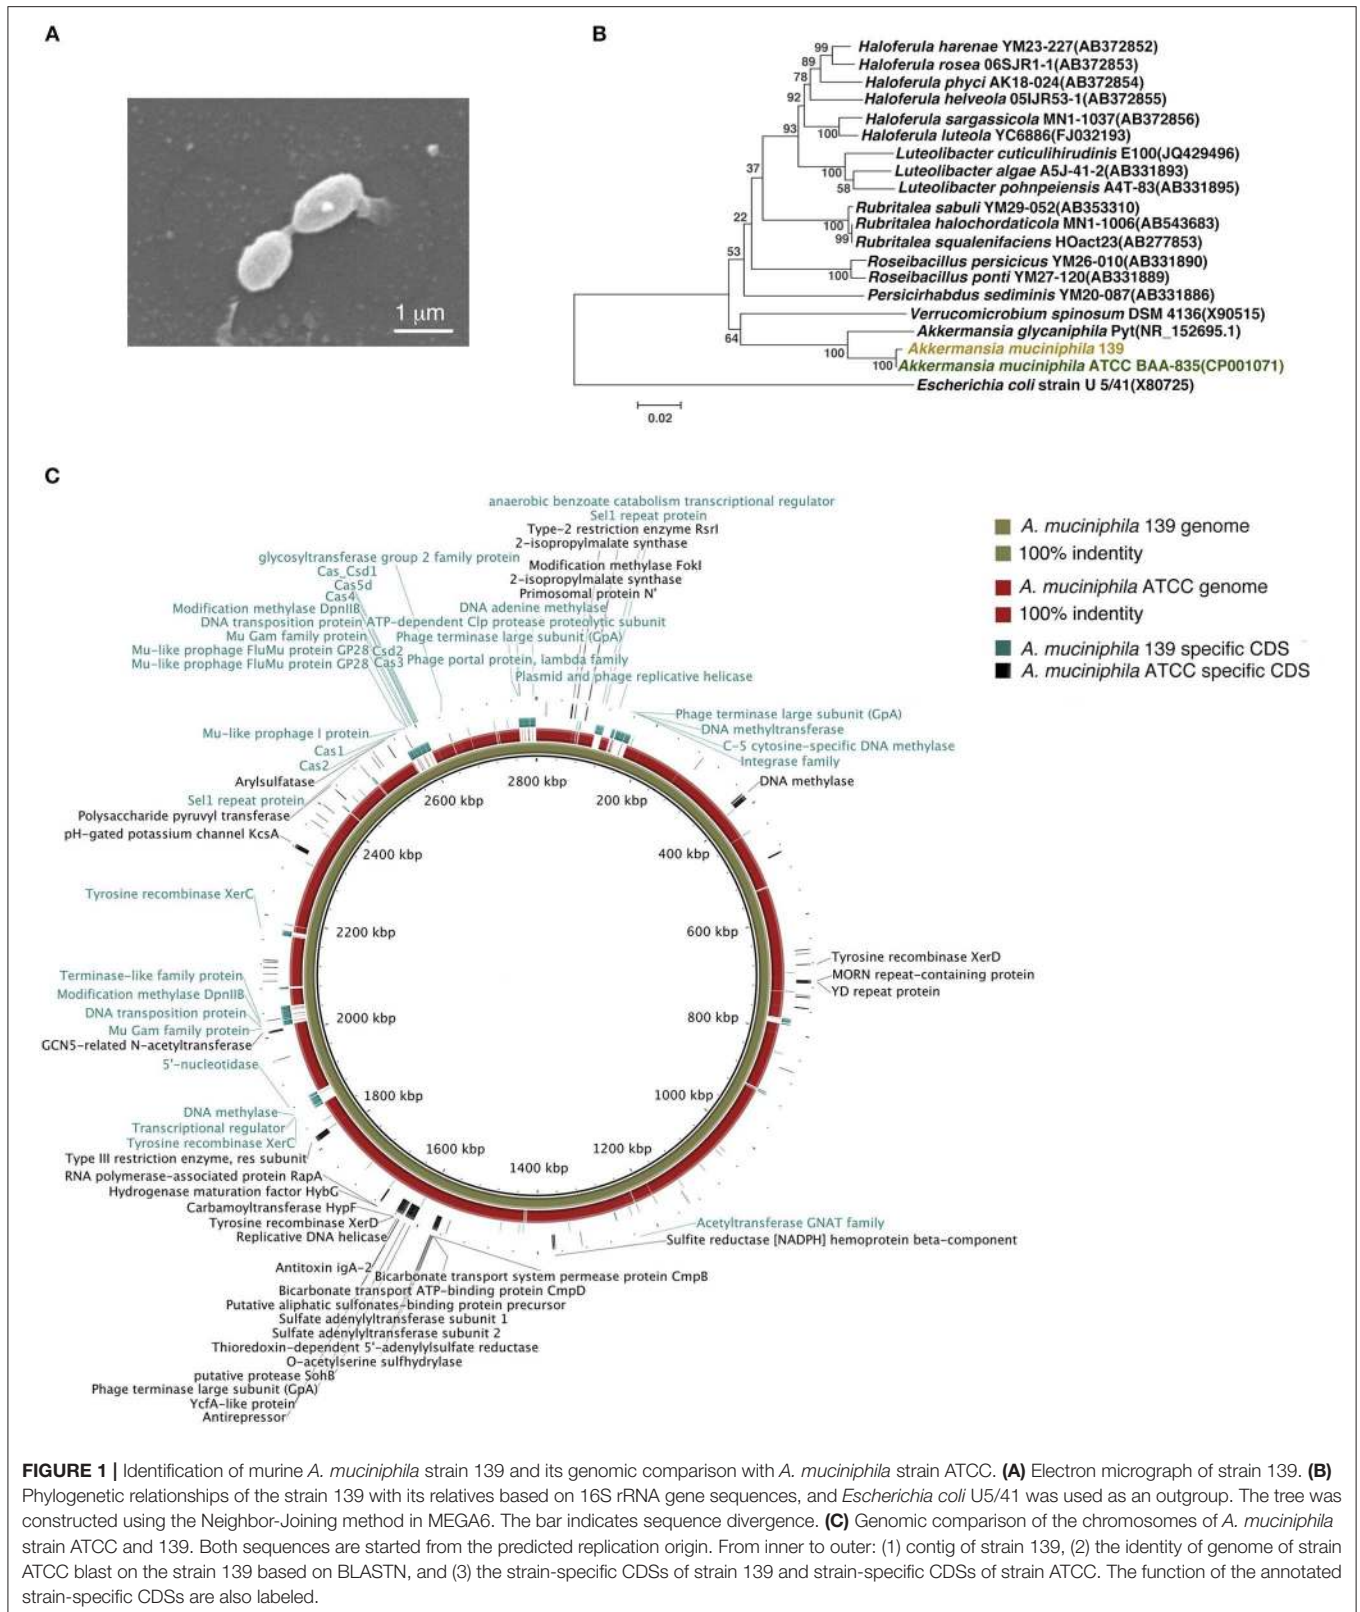 A
1 µm
B
Haloferula harenae YM23-227(AB372852)
Haloferula rosea 06SJR1-1(AB372853)
Haloferula phyci AK18-024(AB372854)
Haloferula helveola 05IJR53-1(AB372855)
Haloferula sargassicola MN1-1037(AB372856)
Haloferula luteola YC6886(FJ032193)
Luteolibacter cuticulihirudinis E100(JQ429496)
Luteolibacter algae A5J-41-2(AB331893)
Luteolibacter pohnpeiensis A4T-83(AB331895)
Rubritalea sabuli YM29-052(AB353310)
Rubritalea halochordaticola MN1-1006(AB543683)
Rubritalea squalenifaciens HOact23(AB277853)
Roseibacillus persicicus YM26-010(AB331890)
Roseibacillus ponti YM27-120(AB331889)
Persicirhabdus sediminis YM20-087(AB331886)
Verrucomicrobium spinosum DSM 4136(X90515)
Akkermansia glycaniphila Pyt(NR_152695.1)
Akkermansia muciniphila 139
Akkermansia muciniphila ATCC BAA-835(CP001071)
Escherichia coli strain U 5/41(X80725)
99
89
78
92
93
100
100
58
37
100
99
22
100
53
64
100
100
0.02
C
anaerobic benzoate catabolism transcriptional regulator
Sel1 repeat protein
Type-2 restriction enzyme RsrI
2-isopropylmalate synthase
Modification methylase FokI
2-isopropylmalate synthase
Primosomal protein N'
glycosyltransferase group 2 family protein
Cas_Csd1
Cas5d
Cas4
Modification methylase DpnIIB
DNA transposition protein
Mu Gam family protein
Mu-like prophage FluMu protein GP28
Csd2
Mu-like prophage FluMu protein GP28
Cas3
DNA adenine methylase
ATP-dependent Clp protease proteolytic subunit
Phage terminase large subunit (GpA)
Phage portal protein, lambda family
Plasmid and phage replicative helicase
A. muciniphila 139 genome
100% indentity
A. muciniphila ATCC genome
100% indentity
A. muciniphila 139 specific CDS
A. muciniphila ATCC specific CDS
Phage terminase large subunit (GpA)
DNA methyltransferase
C-5 cytosine-specific DNA methylase
Integrase family
DNA methylase
Mu-like prophage I protein
Cas1
Cas2
Arylsulfatase
Sel1 repeat protein
Polysaccharide pyruvyl transferase
pH-gated potassium channel KcsA
Tyrosine recombinase XerC
Terminase-like family protein
Modification methylase DpnIIB
DNA transposition protein
Mu Gam family protein
GCN5-related N-acetyltransferase
5'-nucleotidase
DNA methylase
Transcriptional regulator
Tyrosine recombinase XerC
Type III restriction enzyme, res subunit
RNA polymerase-associated protein RapA
Hydrogenase maturation factor HybG
Carbamoyltransferase HypF
Tyrosine recombinase XerD
Replicative DNA helicase
2800 kbp
200 kbp
400 kbp
600 kbp
800 kbp
1000 kbp
1200 kbp
1400 kbp
1600 kbp
1800 kbp
2000 kbp
2200 kbp
2400 kbp
2600 kbp
Tyrosine recombinase XerD
MORN repeat-containing protein
YD repeat protein
Acetyltransferase GNAT family
Sulfite reductase [NADPH] hemoprotein beta-component
Antitoxin igA-2
Bicarbonate transport system permease protein CmpB
Bicarbonate transport ATP-binding protein CmpD
Putative aliphatic sulfonates-binding protein precursor
Sulfate adenylyltransferase subunit 1
Sulfate adenylyltransferase subunit 2
Thioredoxin-dependent 5'-adenylylsulfate reductase
O-acetylserine sulfhydrylase
putative protease SohB
Phage terminase large subunit (GpA)
YcfA-like protein
Antirepressor
FIGURE 1 | Identification of murine A. muciniphila strain 139 and its genomic comparison with A. muciniphila strain ATCC. (A) Electron micrograph of strain 139. (B)
Phylogenetic relationships of the strain 139 with its relatives based on 16S rRNA gene sequences, and Escherichia coli U5/41 was used as an outgroup. The tree was
constructed using the Neighbor-Joining method in MEGA6. The bar indicates sequence divergence. (C) Genomic comparison of the chromosomes of A. muciniphila
strain ATCC and 139. Both sequences are started from the predicted replication origin. From inner to outer: (1) contig of strain 139, (2) the identity of genome of strain
ATCC blast on the strain 139 based on BLASTN, and (3) the strain-specific CDSs of strain 139 and strain-specific CDSs of strain ATCC. The function of the annotated
strain-specific CDSs are also labeled.